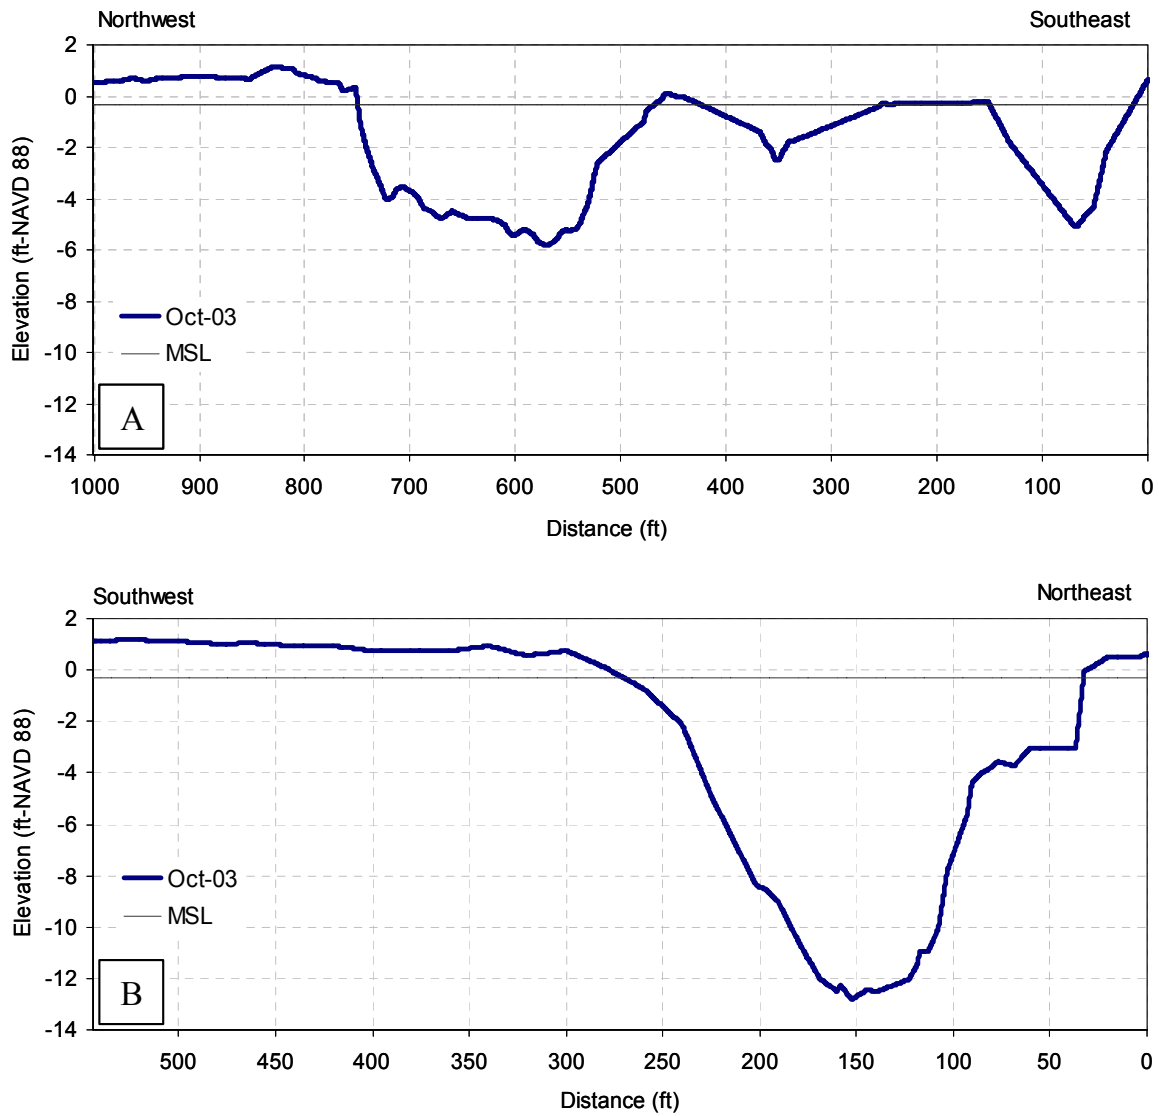 Northwest Southeast
2
0
-2
-4
-6
-8
-10
-12
-14
Elevation (ft-NAVD 88)
Oct-03
MSL
A
1000 900 800 700 600 500 400 300 200 100 0
Distance (ft)
Southwest Northeast
2
0
-2
-4
-6
-8
-10
-12
-14
Elevation (ft-NAVD 88)
Oct-03
MSL
B
500 450 400 350 300 250 200 150 100 50 0
Distance (ft)